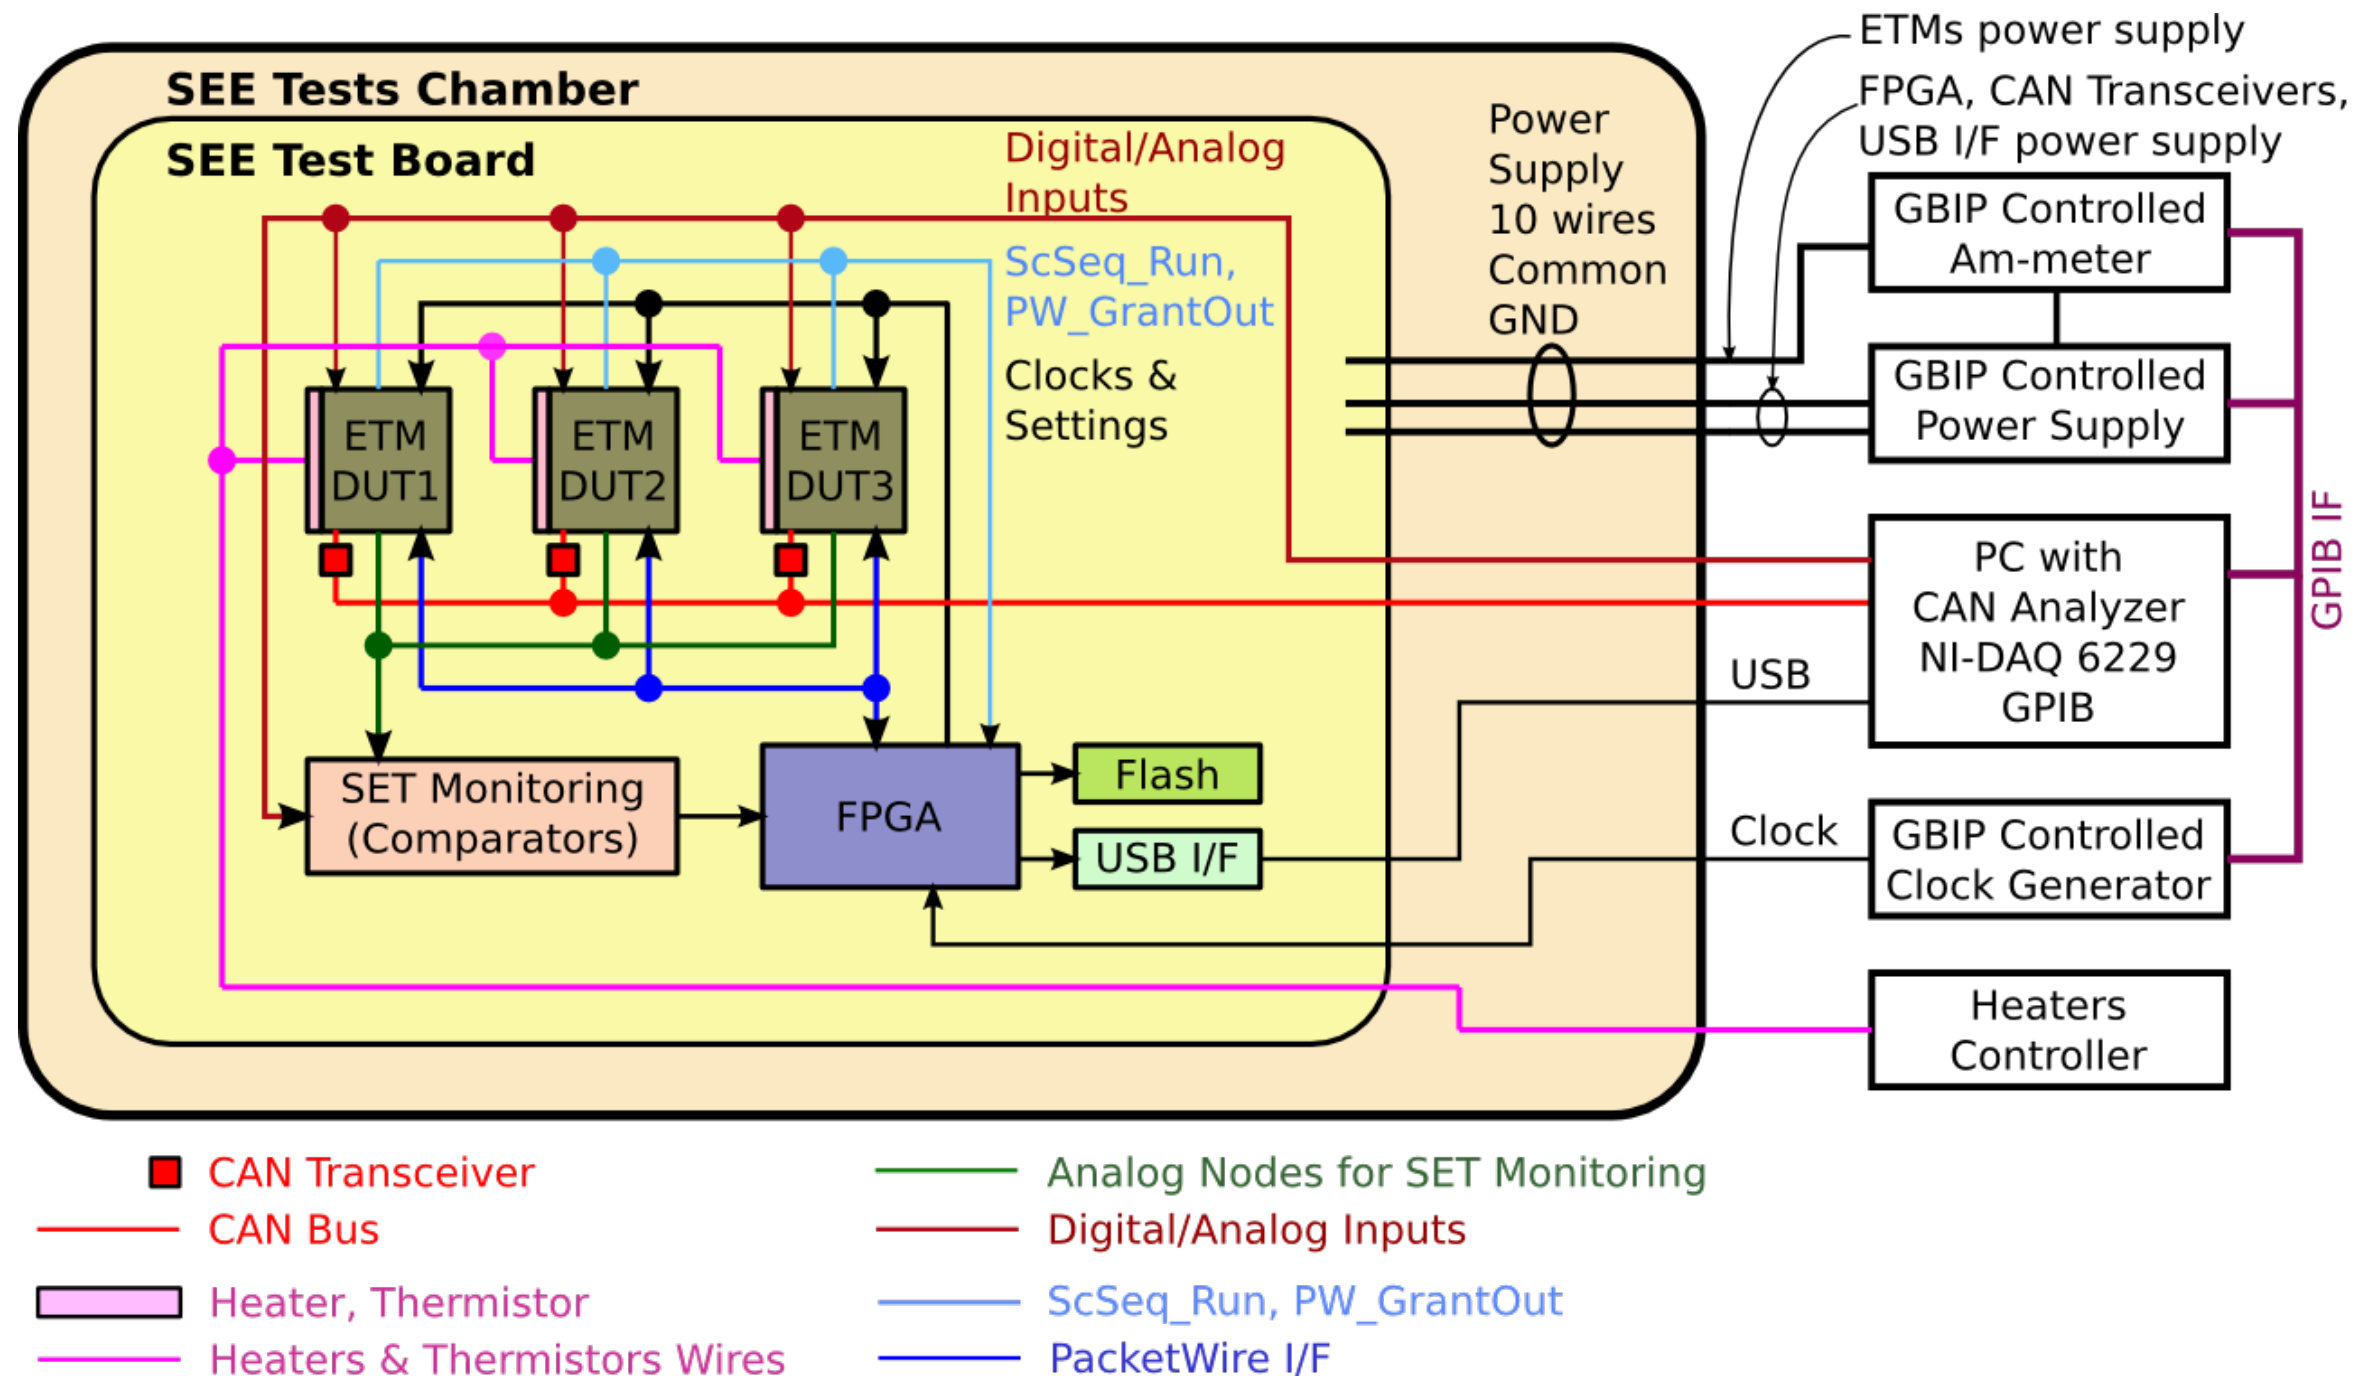 ETMs power supply
FPGA, CAN Transceivers,
USB I/F power supply
SEE Tests Chamber
SEE Test Board
Digital/Analog
Inputs
ScSeq_Run,
PW_GrantOut
Clocks &
Settings
Power
Supply
10 wires
Common
GND
GBIP Controlled
Am-meter
GBIP Controlled
Power Supply
GPIB IF
ETM
DUT1
ETM
DUT2
ETM
DUT3
PC with
CAN Analyzer
NI-DAQ 6229
GPIB
USB
Clock
SET Monitoring
(Comparators)
FPGA
Flash
USB I/F
GBIP Controlled
Clock Generator
Heaters
Controller
CAN Transceiver
CAN Bus
Heater, Thermistor
Heaters & Thermistors Wires
Analog Nodes for SET Monitoring
Digital/Analog Inputs
ScSeq_Run, PW_GrantOut
PacketWire I/F